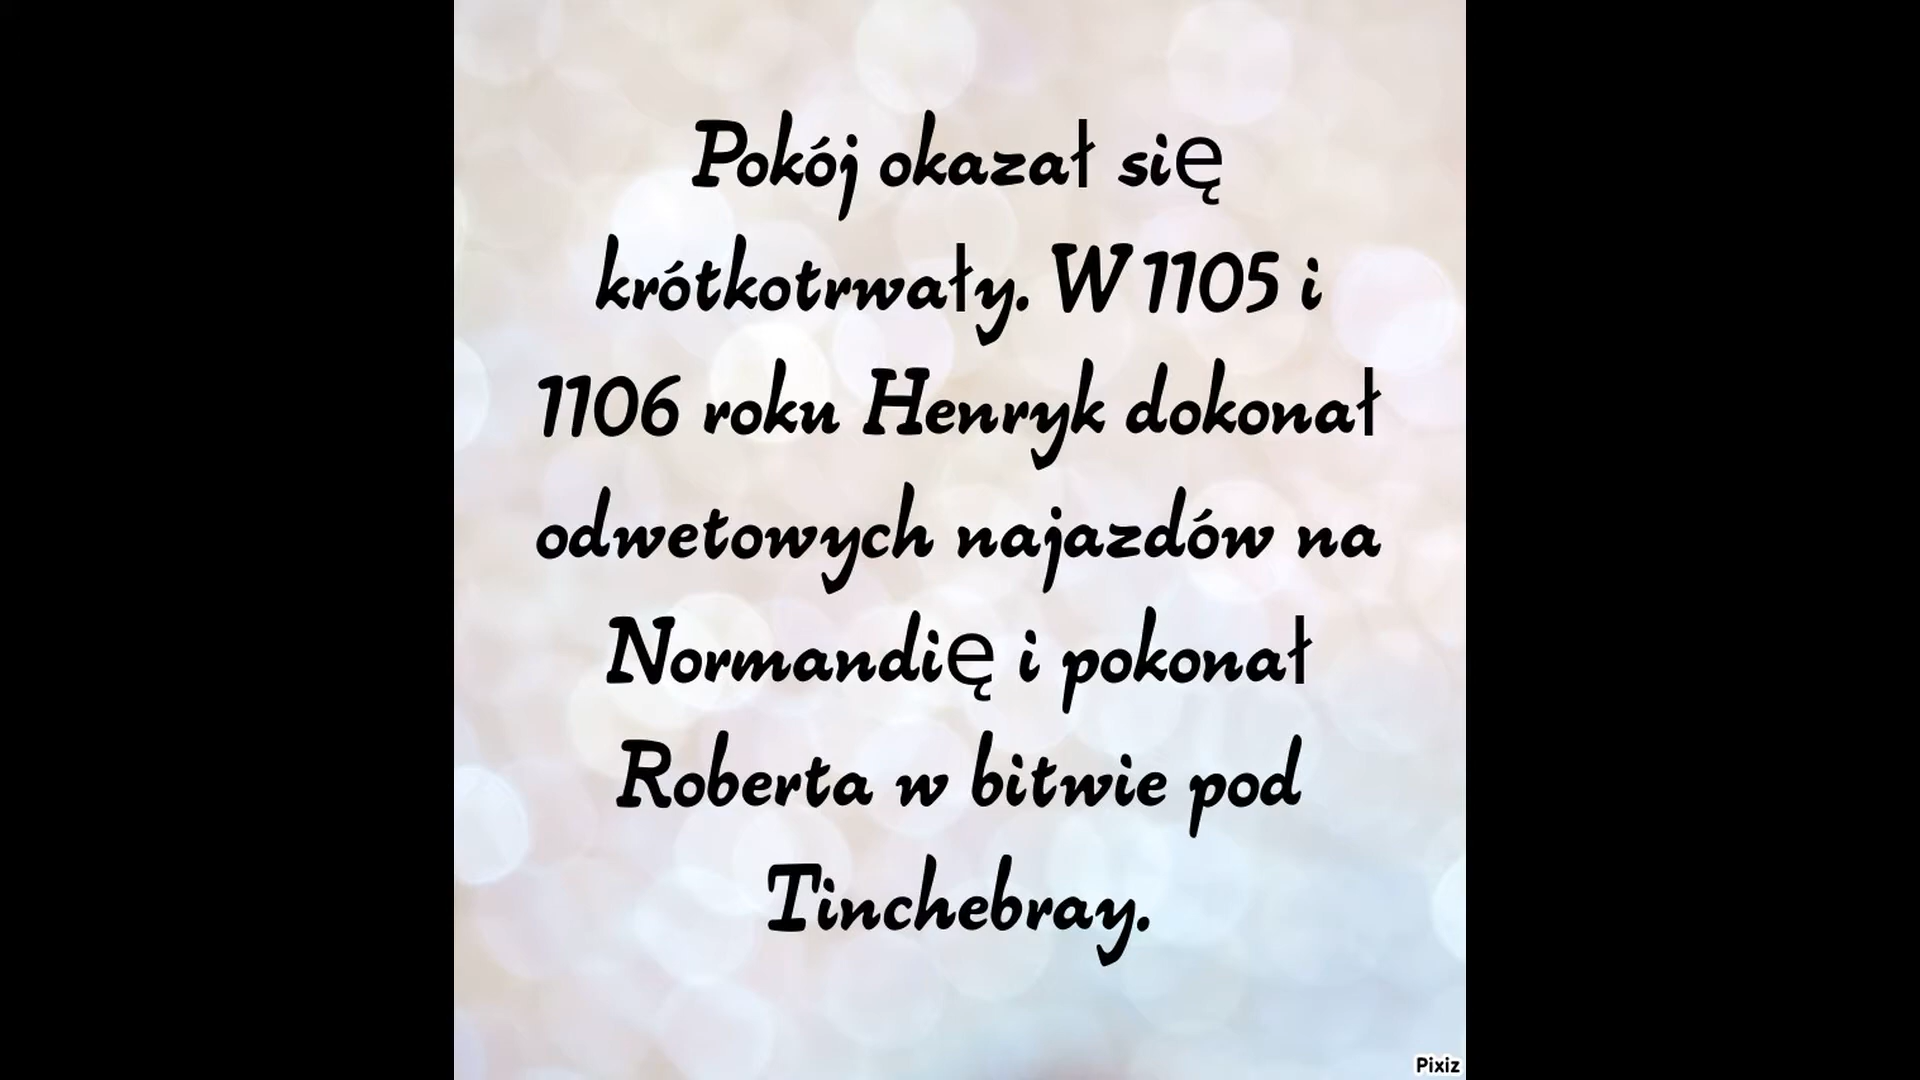 Pokój okazał się
krótkotrwały. W 1105 i
1106 roku Henryk dokonał
odwetowych najazdów na
Normandię i pokonał
Roberta w bitwie pod
Tinchebray.
Pixiz